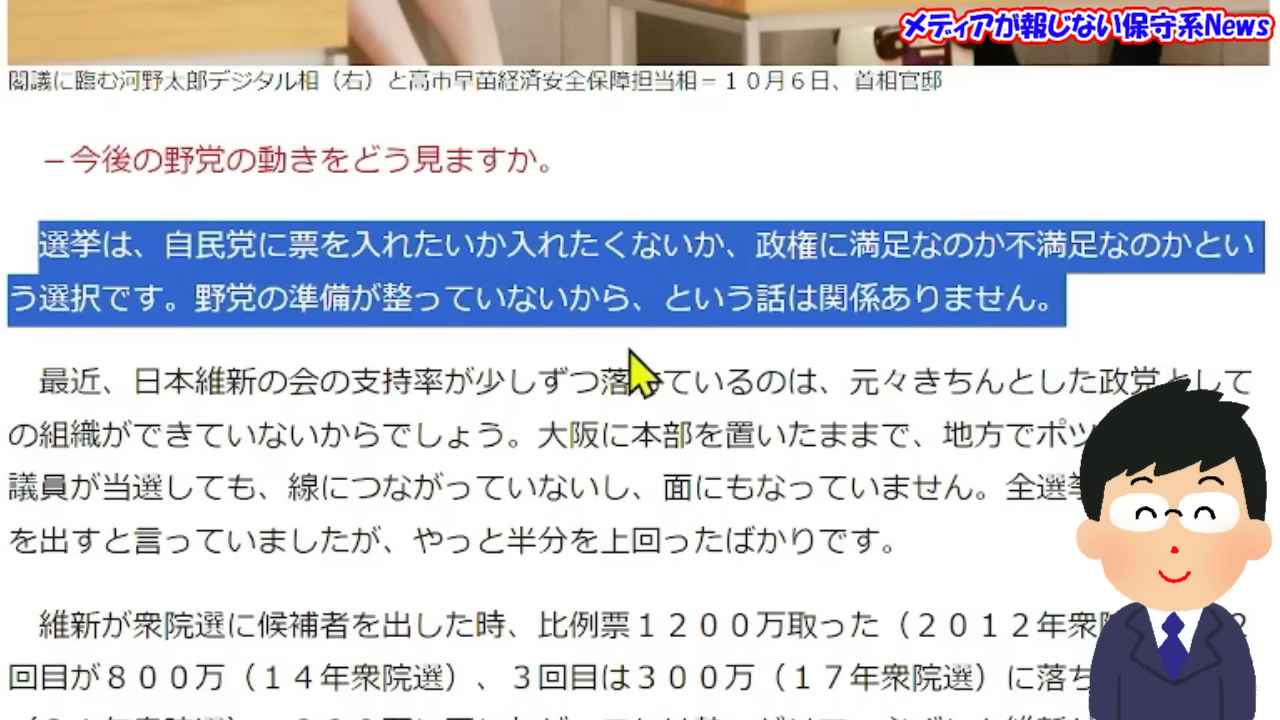 メディアが報じない保守系News
閣議に臨む河野太郎デジタル相（右）と高市早苗経済安全保障担当相＝１０月６日、首相官邸
－今後の野党の動きをどう見ますか。
選挙は、自民党に票を入れたいか入れたくないか、政権に満足なのか不満足なのかとい
う選択です。野党の準備が整っていないから、という話は関係ありません。
最近、日本維新の会の支持率が少しずつ落ているのは、元々きちんとした政党として
の組織ができていないからでしょう。大阪に本部を置いたままで、地方でポツ
議員が当選しても、線につながっていないし、面にもなっていません。全選挙
を出すと言っていましたが、やっと半分を上回ったばかりです。
維新が衆院選に候補者を出した時、比例票１２００万取った（２０１２年衆
回目が８００万（１４年衆院選）、３回目は３００万（１７年衆院選）に落ち